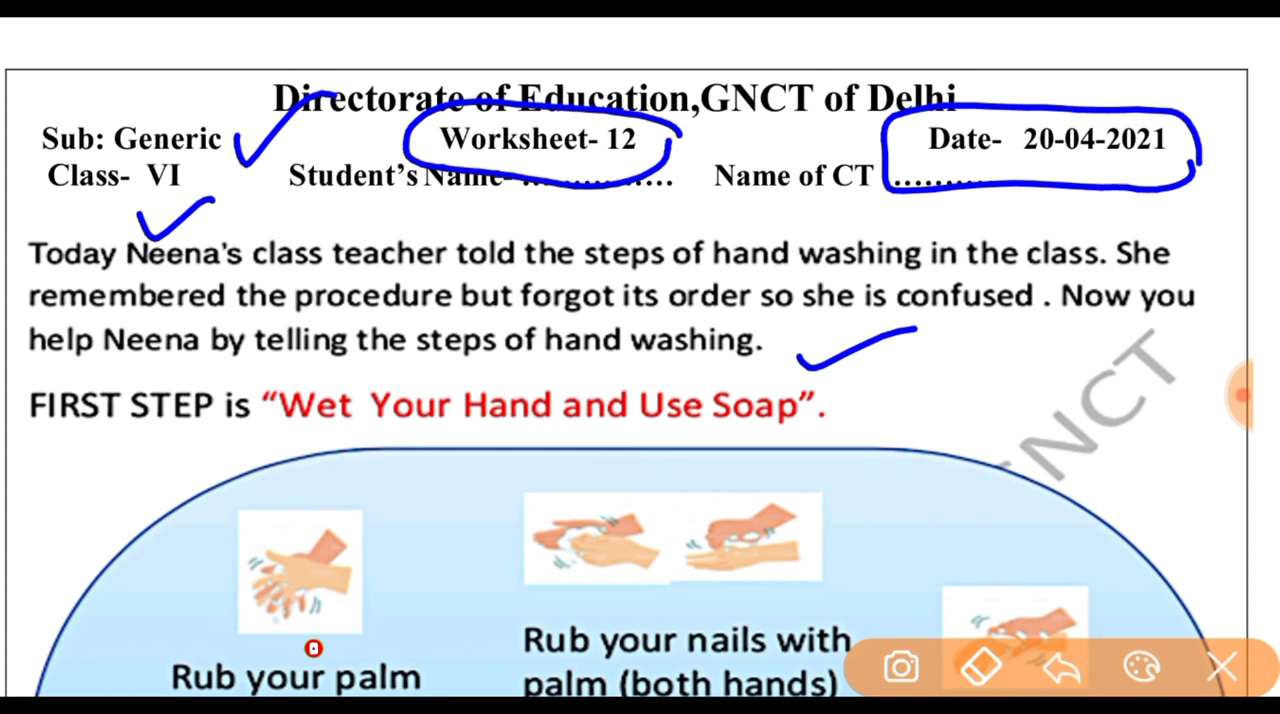 Directorate of Education,GNCT of Delhi
Sub: Generic Worksheet- 12 Date- 20-04-2021
Class- VI Student's Name- .............. Name of CT .........
Today Neena's class teacher told the steps of hand washing in the class. She
remembered the procedure but forgot its order so she is confused . Now you
help Neena by telling the steps of hand washing.
FIRST STEP is “Wet Your Hand and Use Soap”.
NCT
Rub your palm
Rub your nails with
palm (both hands)